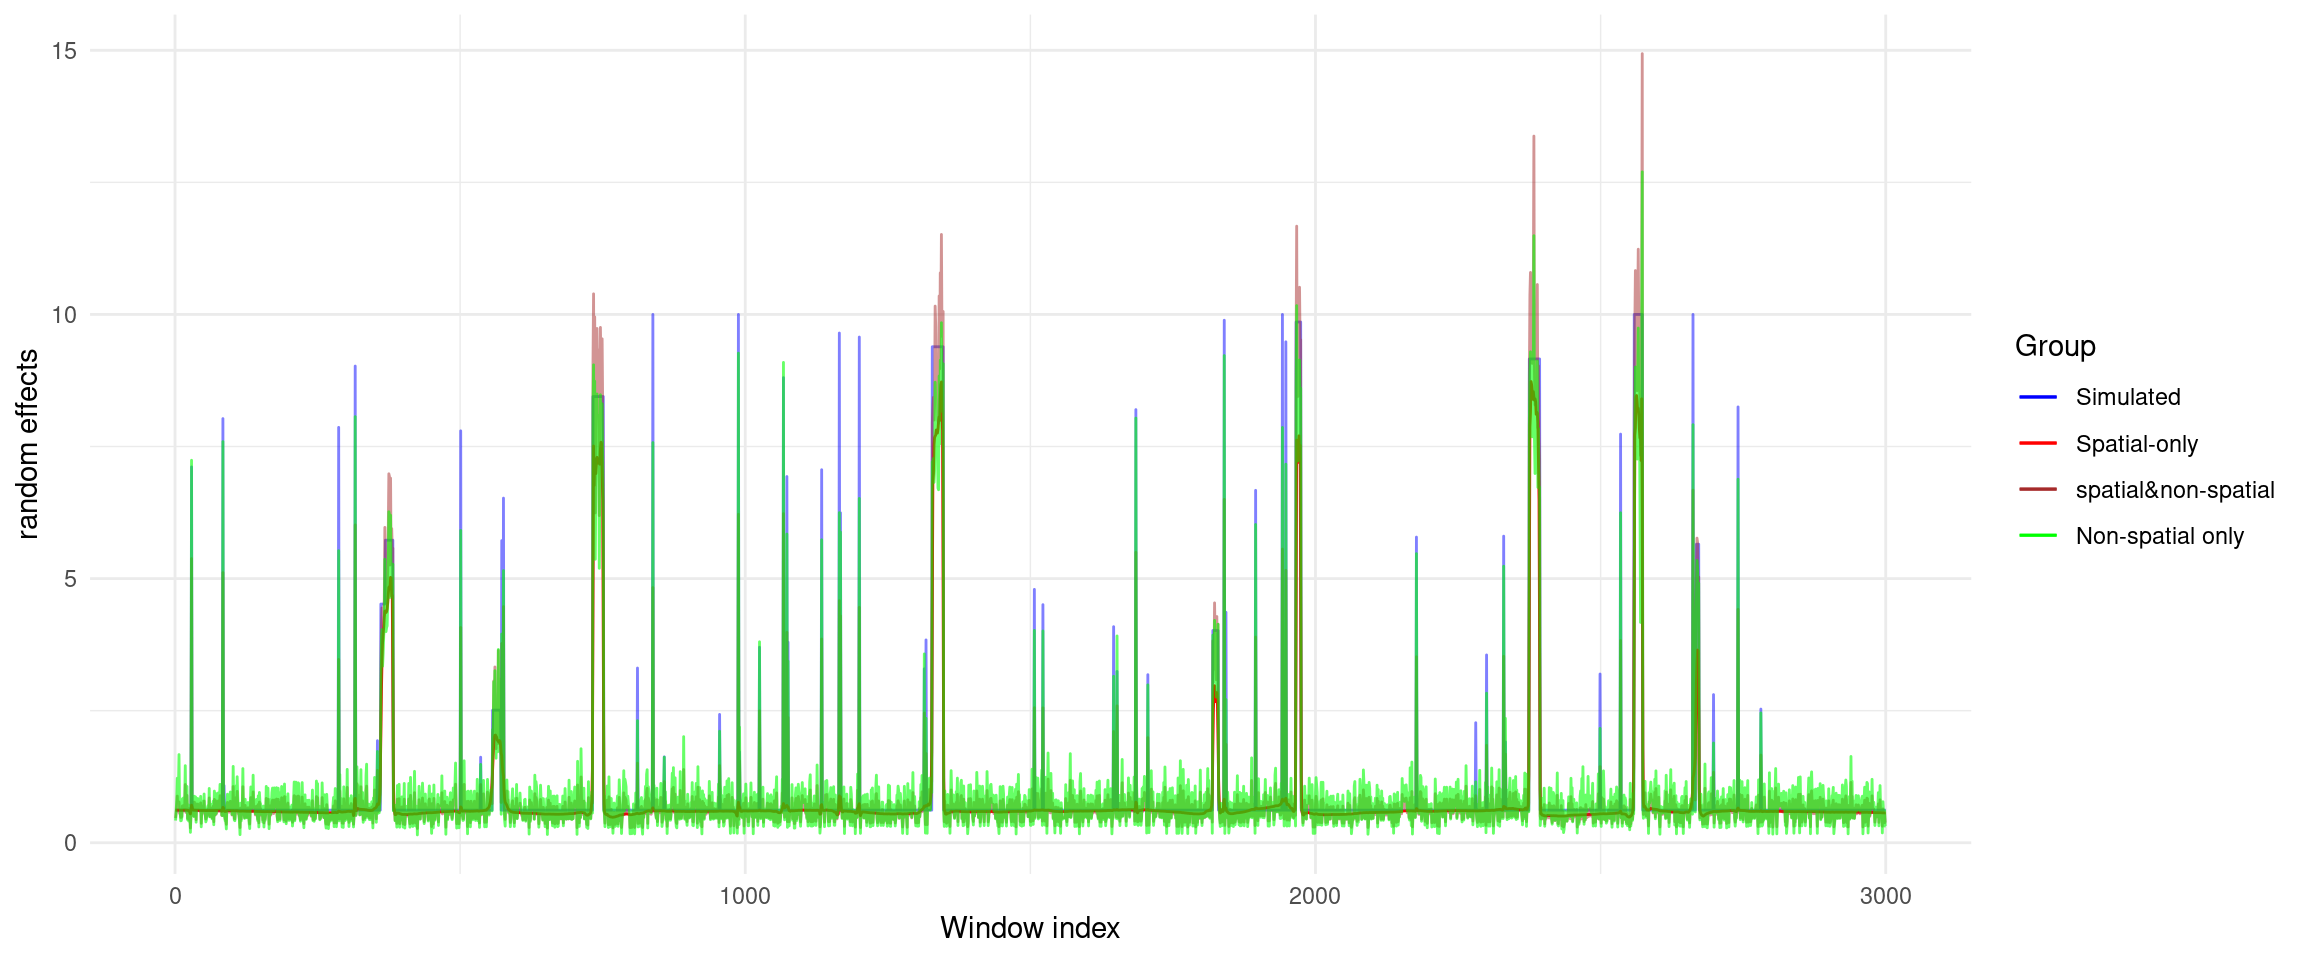 random effects
15
10
5
0
0
1000
2000
3000
Window index
Group
Simulated
Spatial-only
spatial&non-spatial
Non-spatial only